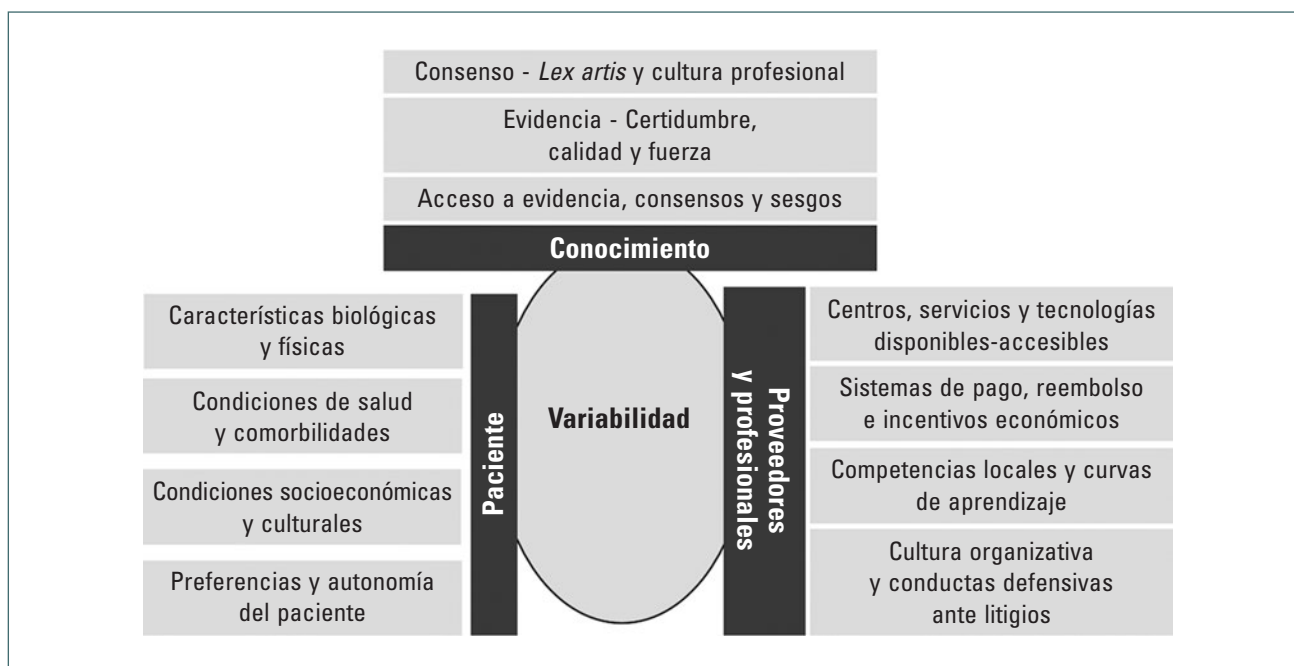 Consenso - Lex artis y cultura profesional
Evidencia - Certidumbre,
calidad y fuerza
Acceso a evidencia, consensos y sesgos
Conocimiento
Características biológicas
y físicas
Condiciones de salud
y comorbilidades
Condiciones socioeconómicas
y culturales
Preferencias y autonomía
del paciente
Paciente
Variabilidad
Proveedores
y profesionales
Centros, servicios y tecnologías
disponibles-accesibles
Sistemas de pago, reembolso
e incentivos económicos
Competencias locales y curvas
de aprendizaje
Cultura organizativa
y conductas defensivas
ante litigios